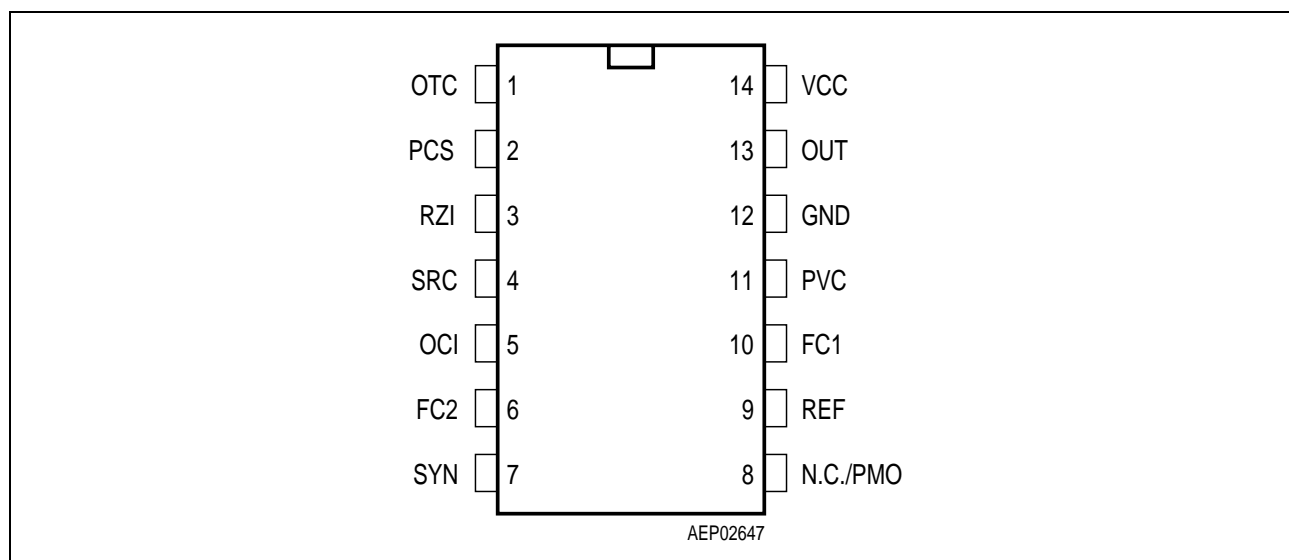 OTC 1 14 VCC
PCS 2 13 OUT
RZI 3 12 GND
SRC 4 11 PVC
OCI 5 10 FC1
FC2 6 9 REF
SYN 7 8 N.C./PMO
AEP02647